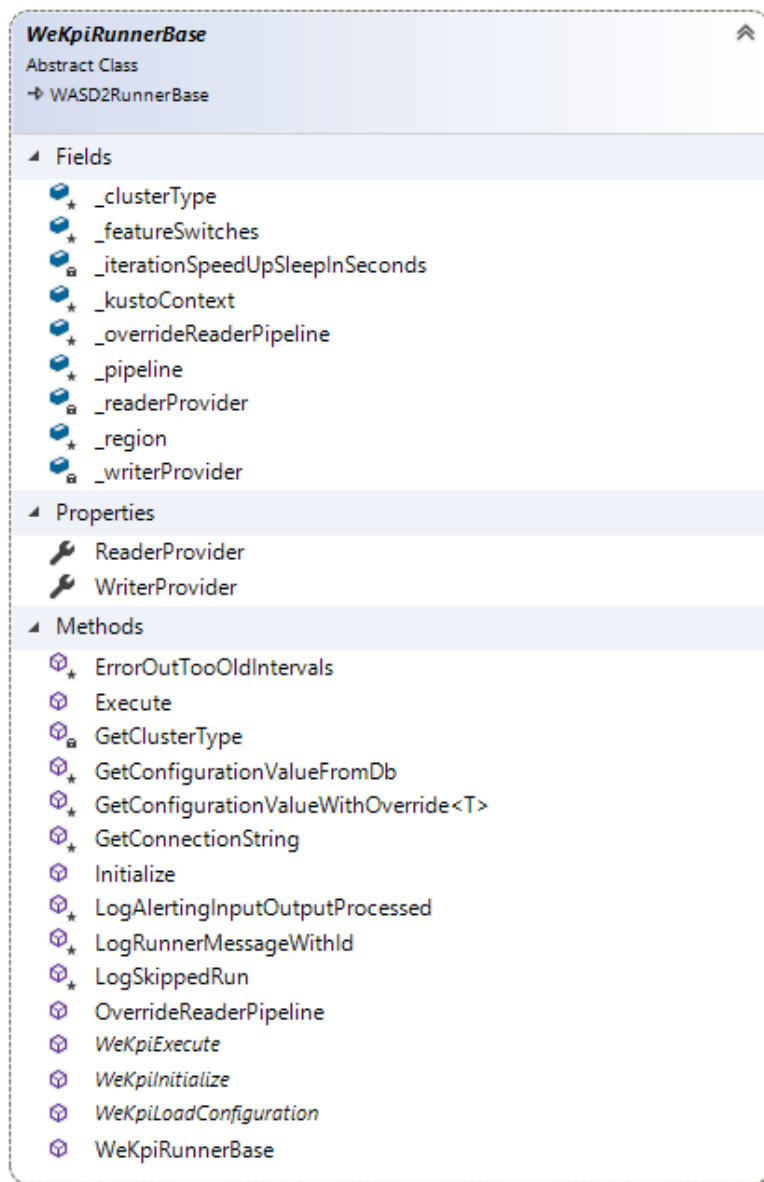 WeKpiRunnerBase
Abstract Class
WASD2RunnerBase
Fields
_clusterType
_featureSwitches
_iterationSpeedUpSleepInSeconds
_kustoContext
_overrideReaderPipeline
_pipeline
_readerProvider
_region
_writerProvider
Properties
ReaderProvider
WriterProvider
Methods
ErrorOutTooOldIntervals
Execute
GetClusterType
GetConfigurationValueFromDb
GetConfigurationValueWithOverride<T>
GetConnectionString
Initialize
LogAlertingInputOutputProcessed
LogRunnerMessageWithId
LogSkippedRun
OverrideReaderPipeline
WeKpiExecute
WeKpiInitialize
WeKpiLoadConfiguration
WeKpiRunnerBase